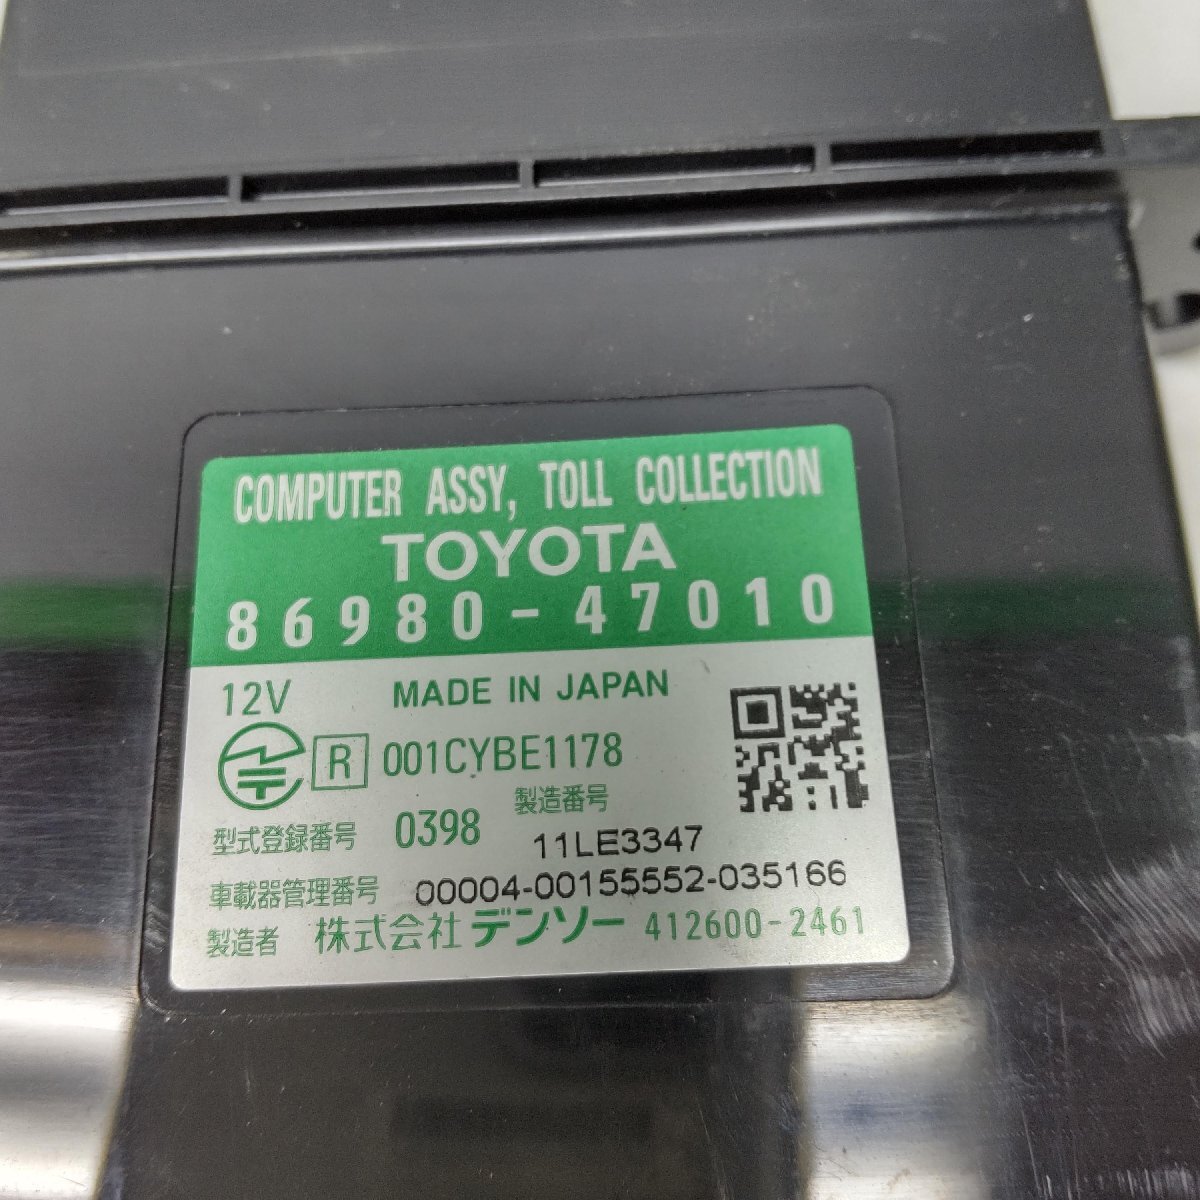 COMPUTER ASSY, TOLL COLLECTION
TOYOTA
86980-47010
12V MADE IN JAPAN
R 001CYBE1178
型式登録番号 0398 製造番号 11LE3347
車載器管理番号 00004-00155552-035166
製造者 株式会社 デンソー 412600-2461